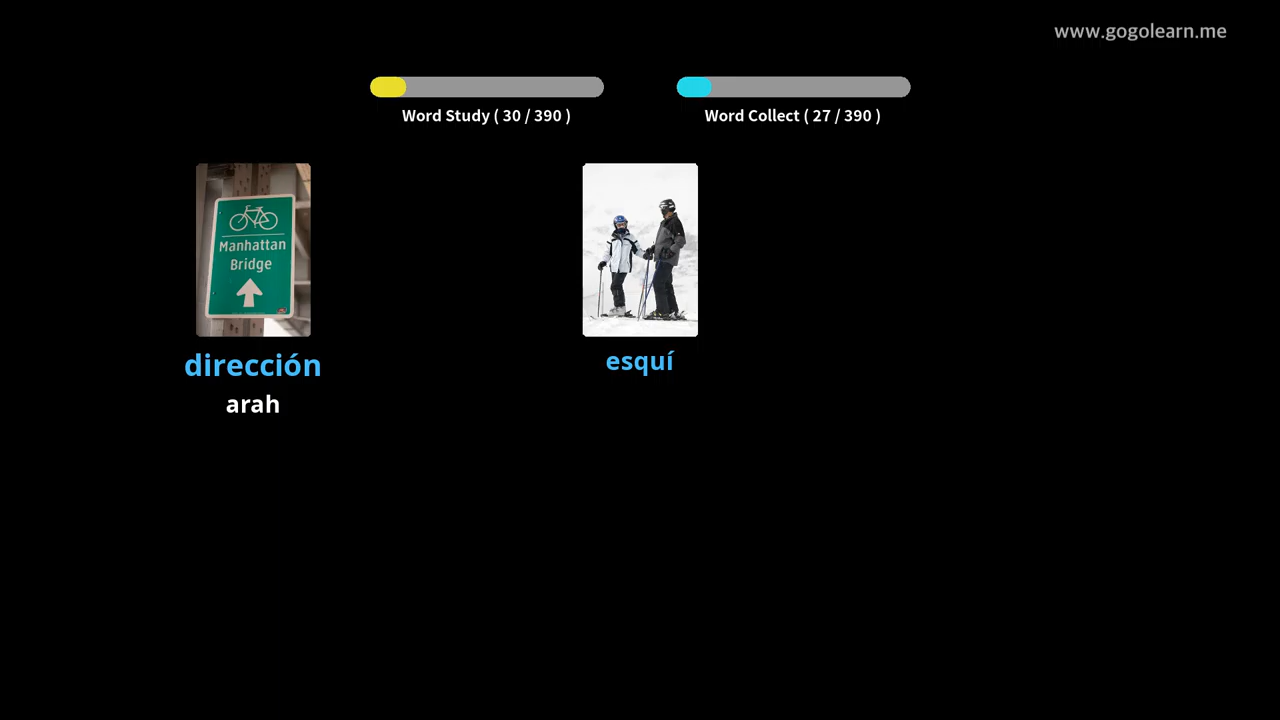 www.gogolearn.me
Word Study ( 30 / 390 )
Word Collect ( 27 / 390 )
Manhattan
Bridge
dirección
arah
esquí